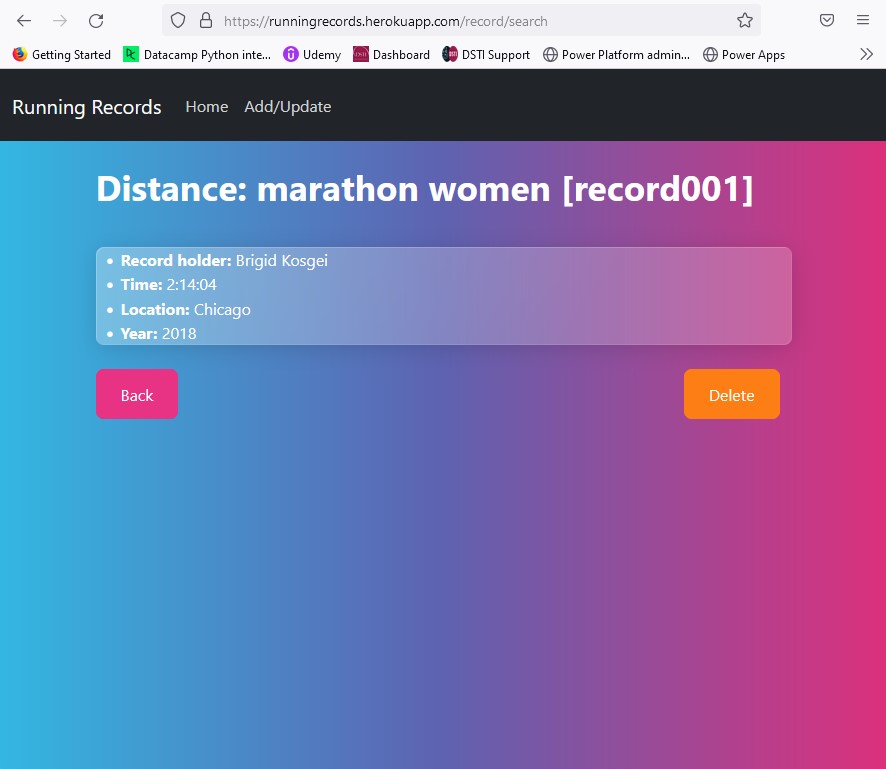 https://runningrecords.herokuapp.com/record/search
Getting Started Datacamp Python inte... Udemy Dashboard DSTI Support Power Platform admin... Power Apps
Running Records Home Add/Update
Distance: marathon women [record001]
• Record holder: Brigid Kosgei
• Time: 2:14:04
• Location: Chicago
• Year: 2018
Back Delete